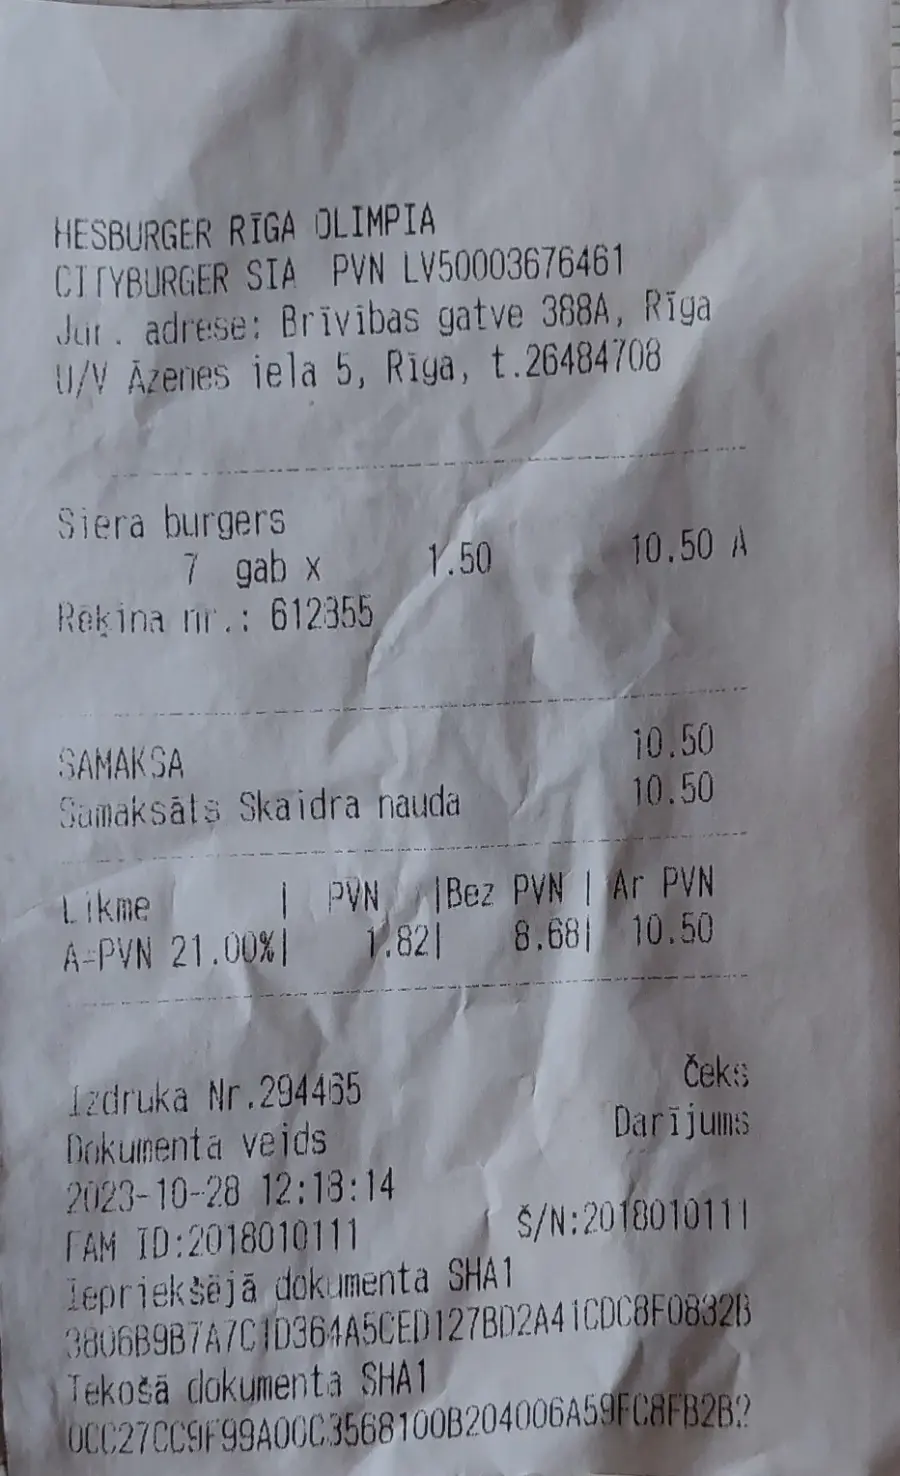 HESBURGER RĪGA OLIMPIA
CITYBURGER SIA PVN LV50003676461
Jur. adrese: Brīvības gatve 388A, Rīga
U/V Āzenes iela 5, Rīga, t.26484708
Siera burgers
7 gab x 1.50 10.50 A
Rēķina nr.: 612355
SAMAKSA 10.50
Samaksāts Skaidra nauda 10.50
Likme | PVN |Bez PVN | Ar PVN
A=PVN 21.00%| 1.82| 8.68| 10.50
Izdruka Nr.294465 Čeks
Dokumenta veids Darījums
2023-10-28 12:18:14
FAM ID:2018010111 Š/N:2018010111
Iepriekšējā dokumenta SHA1
3806B9B7A7C1D364A5CED127BD2A41CDC8F0832B
Tekošā dokumenta SHA1